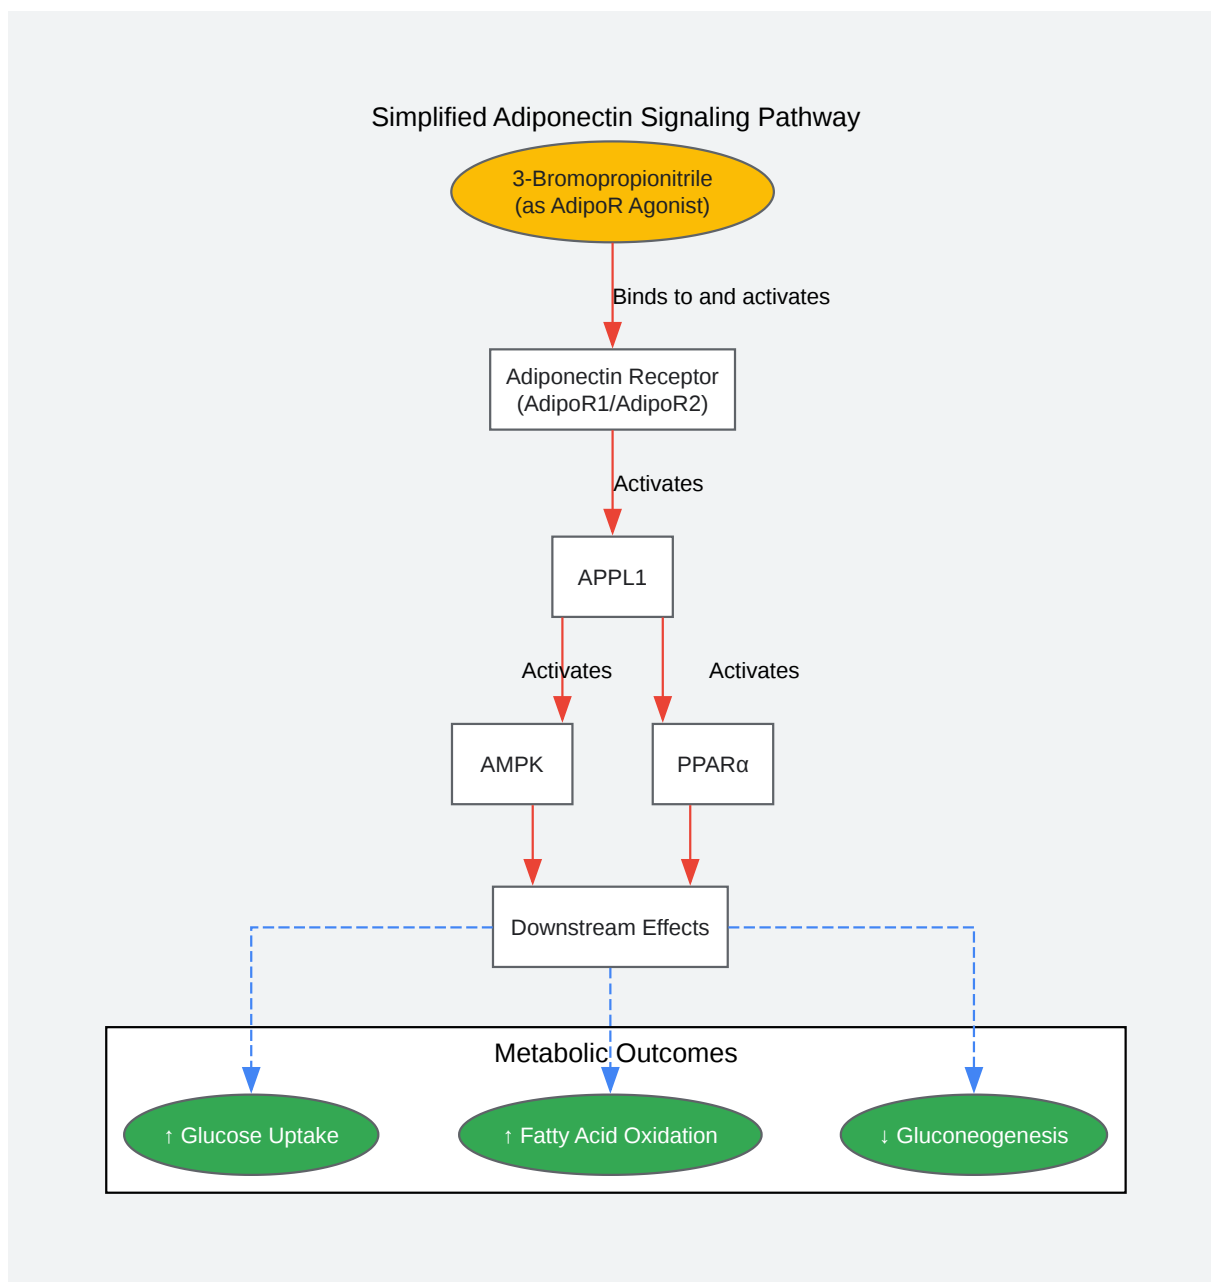 Simplified Adiponectin Signaling Pathway
3-Bromopropionitrile
(as AdipoR Agonist)
Binds to and activates
Adiponectin Receptor
(AdipoR1/AdipoR2)
Activates
APPL1
Activates
Activates
AMPK
PPARα
Downstream Effects
Metabolic Outcomes
↑ Glucose Uptake
↑ Fatty Acid Oxidation
↓ Gluconeogenesis